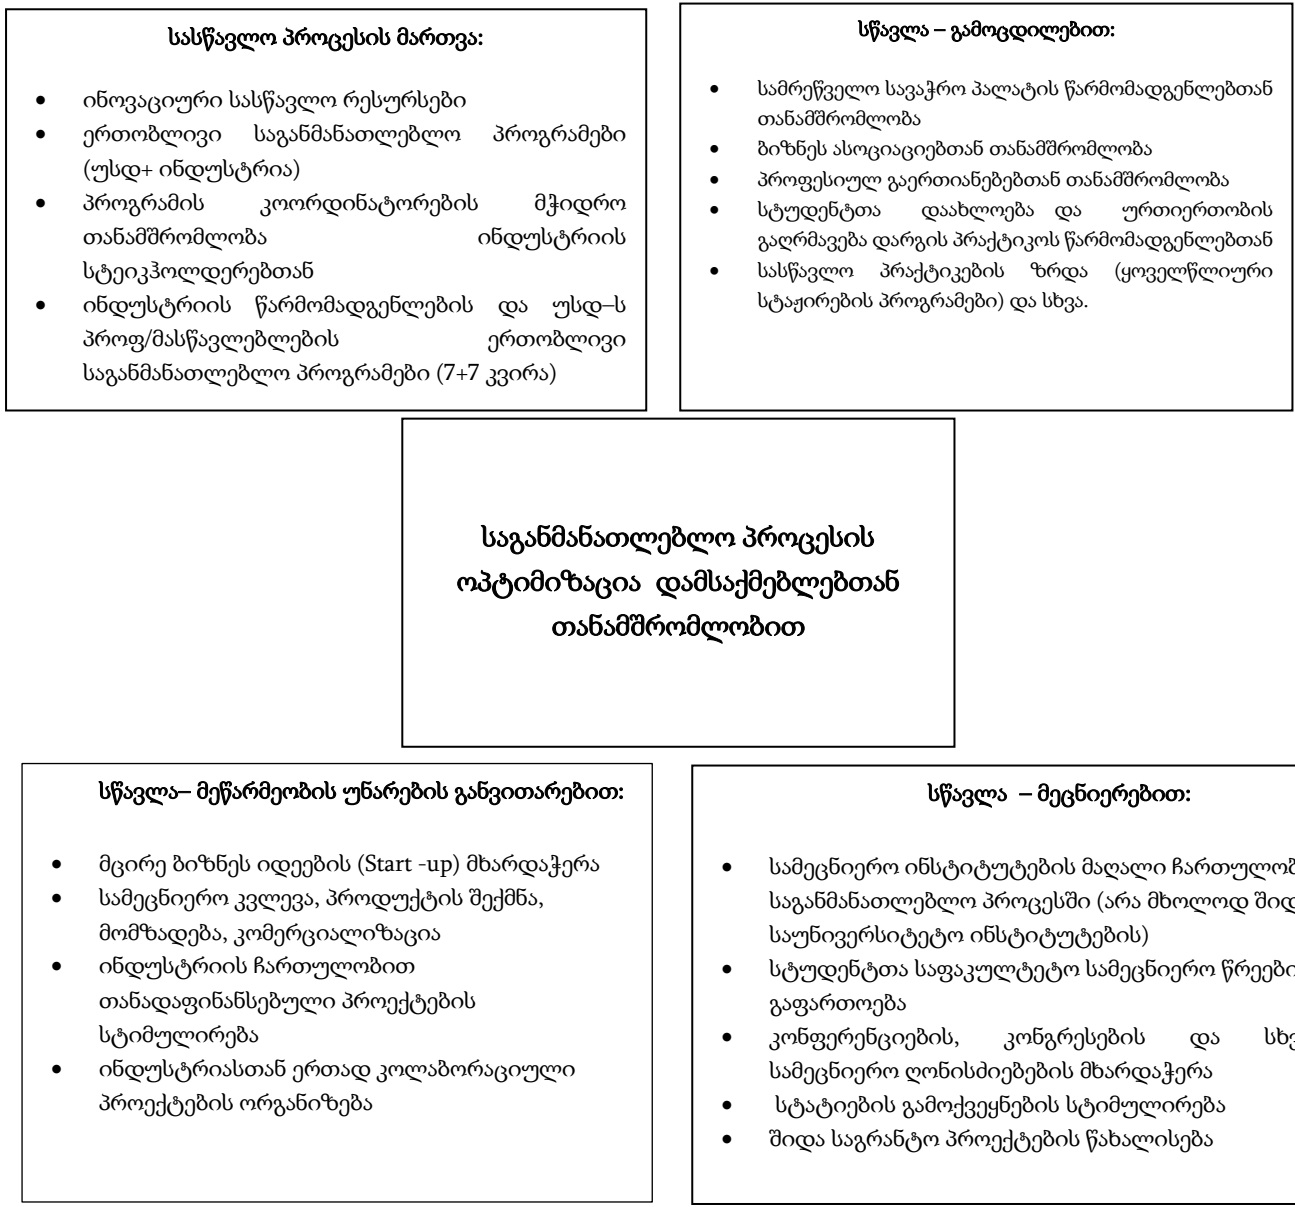 სასწავლო პროცესის მართვა:
• ინოვაციური სასწავლო რესურსები
• ერთობლივი საგანმანათლებლო პროგრამები
(უსდ+ ინდუსტრია)
• პროგრამის კოორდინატორების მჭიდრო
თანამშრომლობა ინდუსტრიის
სტეიკჰოლდერებთან
• ინდუსტრიის წარმომადგენლების და უსდ–ს
პროფ/მასწავლებლების ერთობლივი
საგანმანათლებლო პროგრამები (7+7 კვირა)
სწავლა – გამოცდილებით:
• სამრეწველო სავაჭრო პალატის წარმომადგენლებთან
თანამშრომლობა
• ბიზნეს ასოციაციებთან თანამშრომლობა
• პროფესიულ გაერთიანებებთან თანამშრომლობა
• სტუდენტთა დაახლოება და ურთიერთობის
გაღრმავება დარგის პრაქტიკოს წარმომადგენლებთან
• სასწავლო პრაქტიკების ზრდა (ყოველწლიური
სტაჟირების პროგრამები) და სხვა.
საგანმანათლებლო პროცესის
ოპტიმიზაცია დამსაქმებლებთან
თანამშრომლობით
სწავლა– მეწარმეობის უნარების განვითარებით:
• მცირე ბიზნეს იდეების (Start -up) მხარდაჭერა
• სამეცნიერო კვლევა, პროდუქტის შექმნა,
მომზადება, კომერციალიზაცია
• ინდუსტრიის ჩართულობით
თანადაფინანსებული პროექტების
სტიმულირება
• ინდუსტრიასთან ერთად კოლაბორაციული
პროექტების ორგანიზება
სწავლა – მეცნიერებით:
• სამეცნიერო ინსტიტუტების მაღალი
საგანმანათლებლო პროცესში (არა მხოლოდ
საუნივერსიტეტო ინსტიტუტების)
• სტუდენტთა საფაკულტეტო სამეცნიერო
გაფართოება
• კონფერენციების, კონგრესების და
სამეცნიერო ღონისძიებების მხარდაჭერა
• სტატიების გამოქვეყნების სტიმულირება
• შიდა საგრანტო პროექტების წახალისება